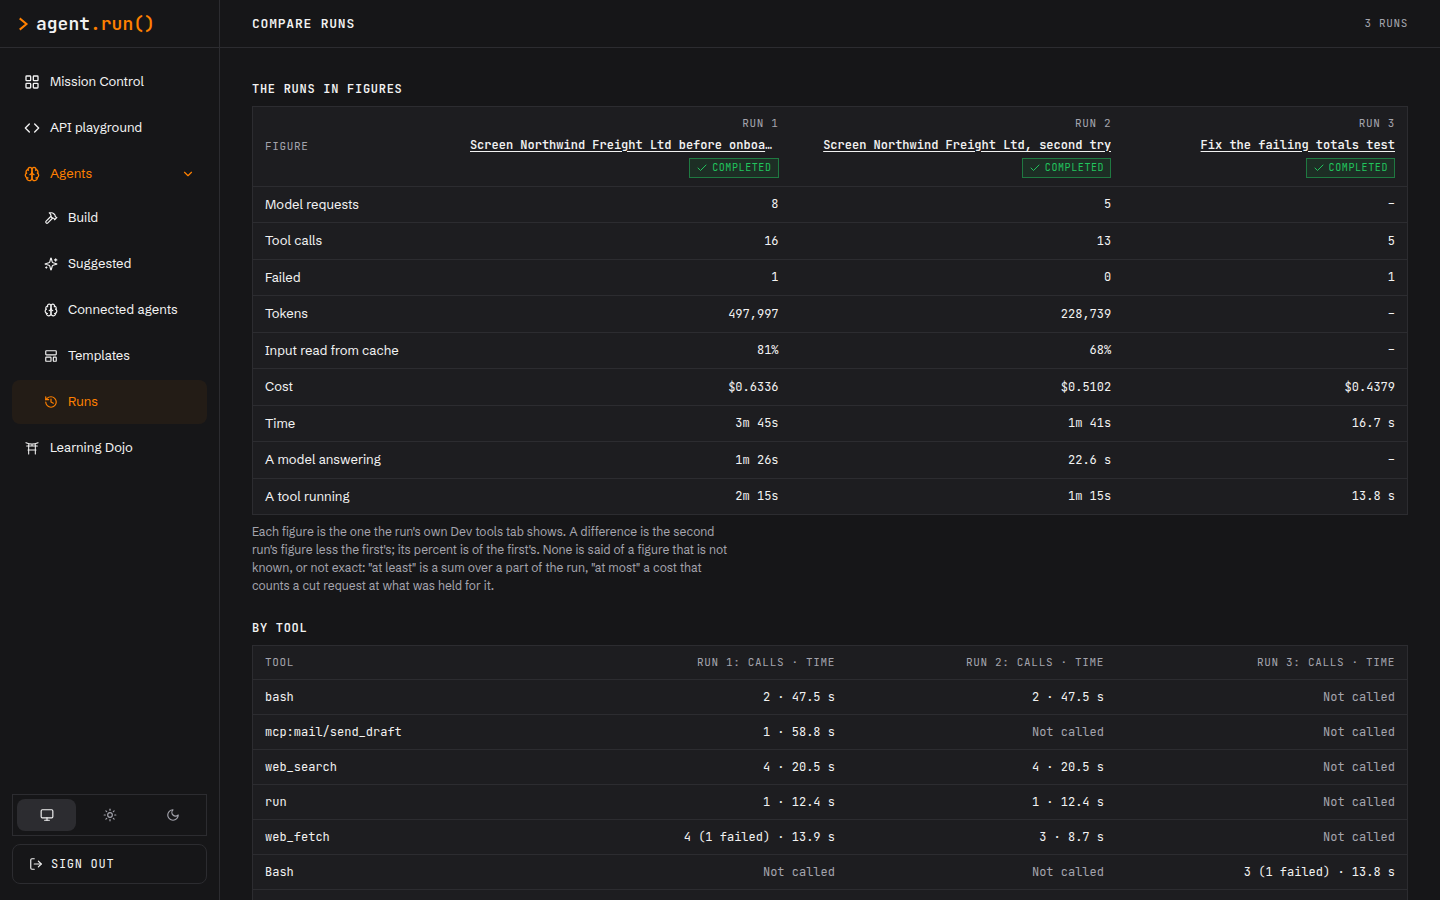 agent.run()
COMPARE RUNS
3 RUNS
Mission Control
API playground
Agents
Build
Suggested
Connected agents
Templates
Runs
Learning Dojo
SIGN OUT
THE RUNS IN FIGURES
FIGURE
RUN 1
Screen Northwind Freight Ltd before onboa…
COMPLETED
RUN 2
Screen Northwind Freight Ltd, second try
COMPLETED
RUN 3
Fix the failing totals test
COMPLETED
Model requests 8 5 –
Tool calls 16 13 5
Failed 1 0 1
Tokens 497,997 228,739 –
Input read from cache 81% 68% –
Cost $0.6336 $0.5102 $0.4379
Time 3m 45s 1m 41s 16.7 s
A model answering 1m 26s 22.6 s –
A tool running 2m 15s 1m 15s 13.8 s
Each figure is the one the run's own Dev tools tab shows. A difference is the second
run's figure less the first's; its percent is of the first's. None is said of a figure that is not
known, or not exact: "at least" is a sum over a part of the run, "at most" a cost that
counts a cut request at what was held for it.
BY TOOL
TOOL RUN 1: CALLS · TIME RUN 2: CALLS · TIME RUN 3: CALLS · TIME
bash 2 · 47.5 s 2 · 47.5 s Not called
mcp:mail/send_draft 1 · 58.8 s Not called Not called
web_search 4 · 20.5 s 4 · 20.5 s Not called
run 1 · 12.4 s 1 · 12.4 s Not called
web_fetch 4 (1 failed) · 13.9 s 3 · 8.7 s Not called
Bash Not called Not called 3 (1 failed) · 13.8 s